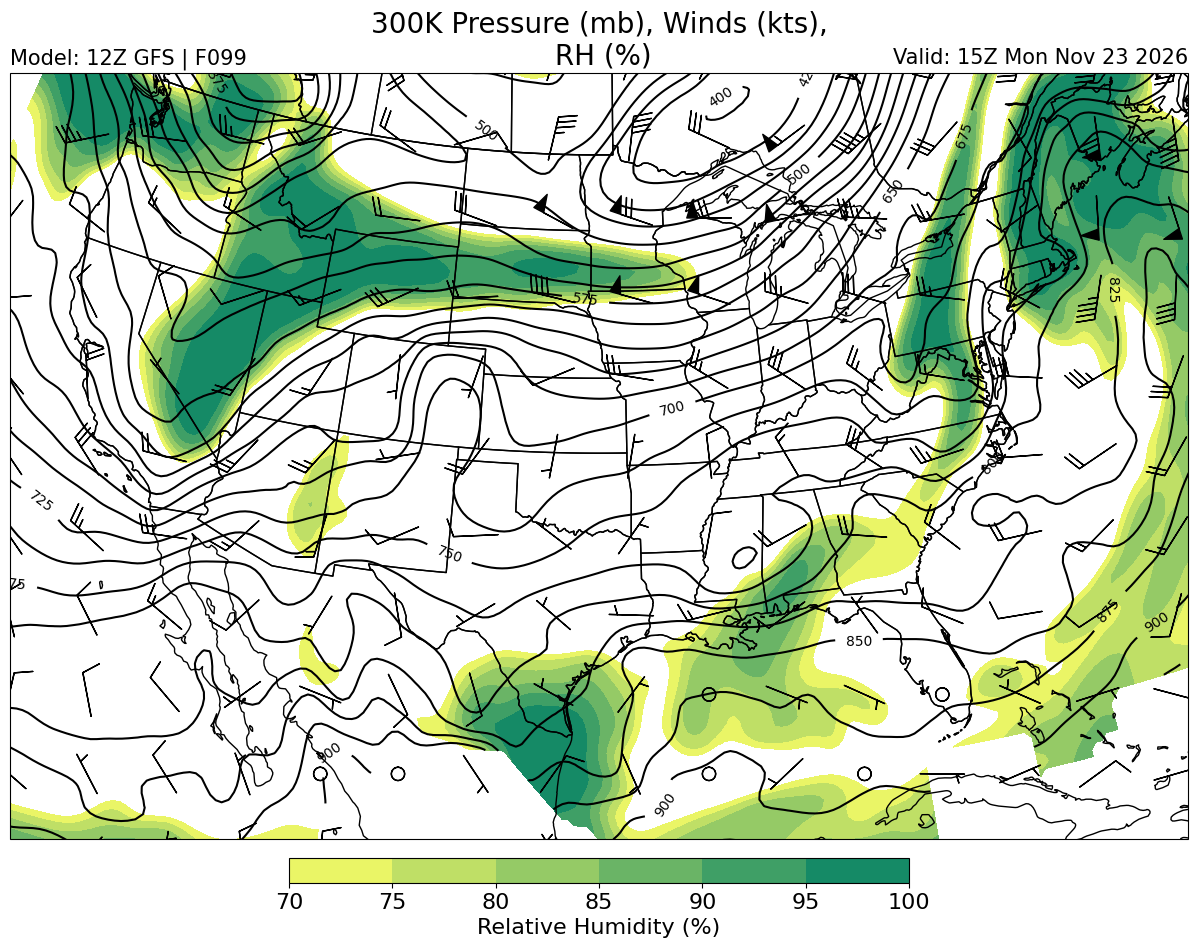 300K Pressure (mb), Winds (kts),
RH (%)
Model: 12Z GFS | F099
Valid: 15Z Mon Nov 23 2026
575
400
500
675
500
650
825
575
700
725
750
875
900
850
900
900
70 75 80 85 90 95 100
Relative Humidity (%)